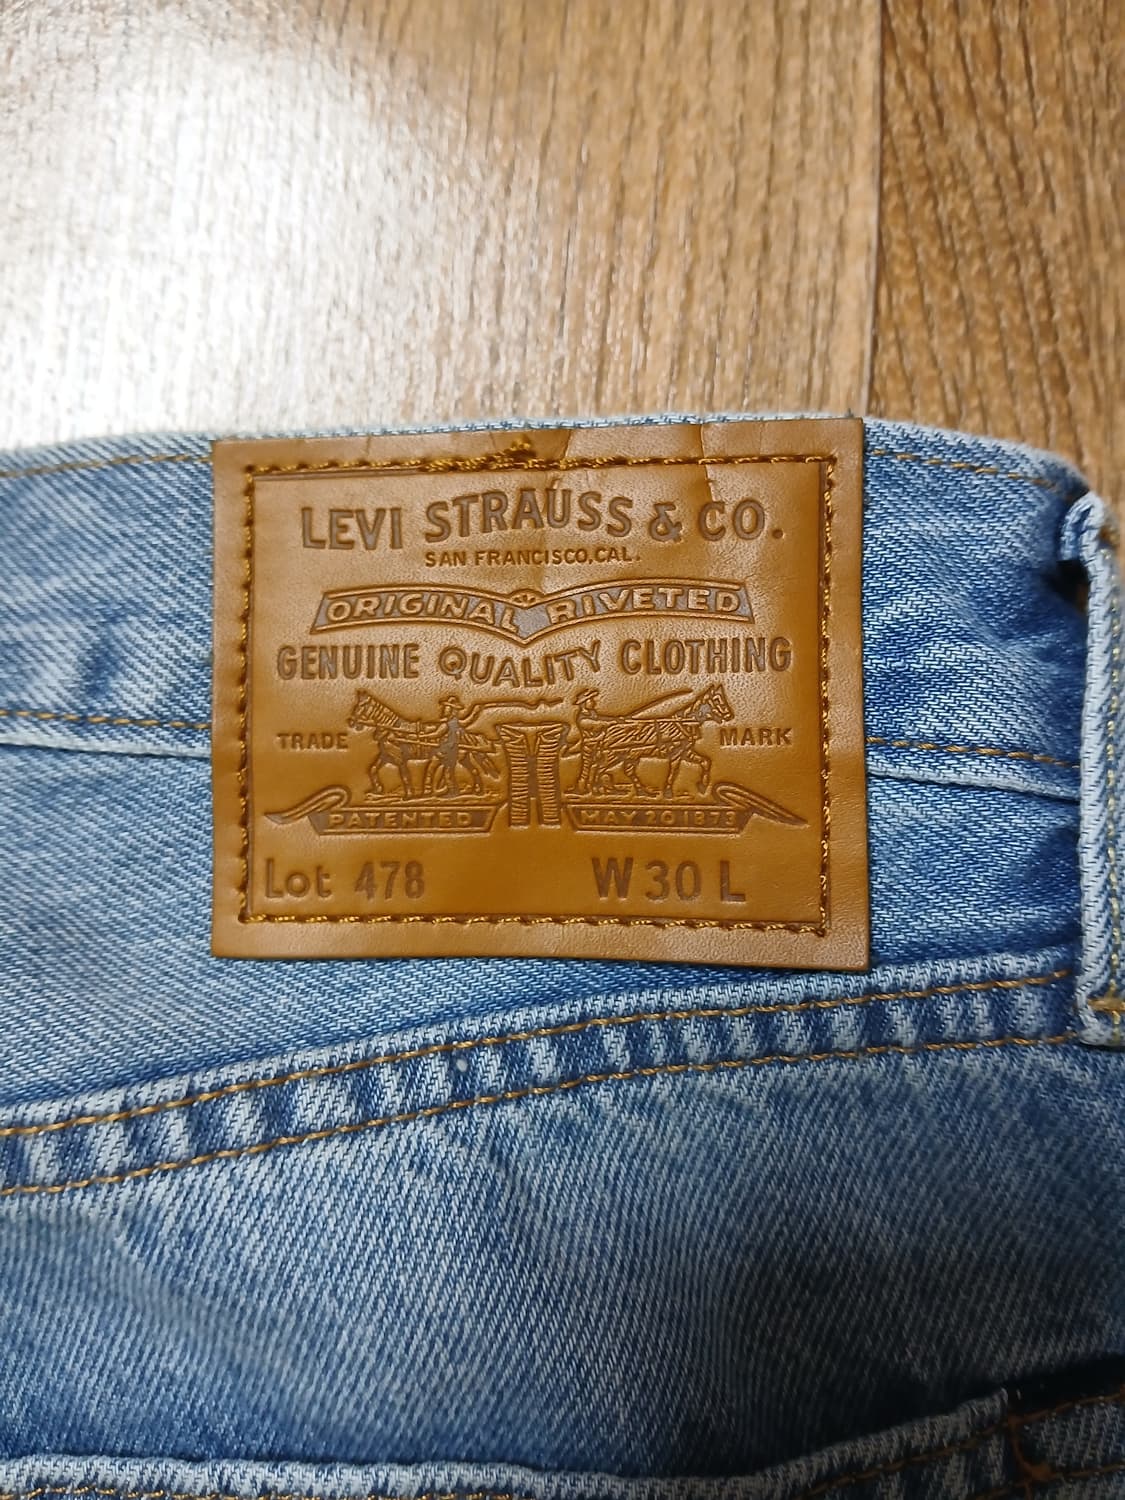 LEVI STRAUSS & CO.
SAN FRANCISCO, CAL.
ORIGINAL RIVETED
GENUINE QUALITY CLOTHING
TRADE MARK
PATENTED MAY 20 1873
Lot 478 W 30 L